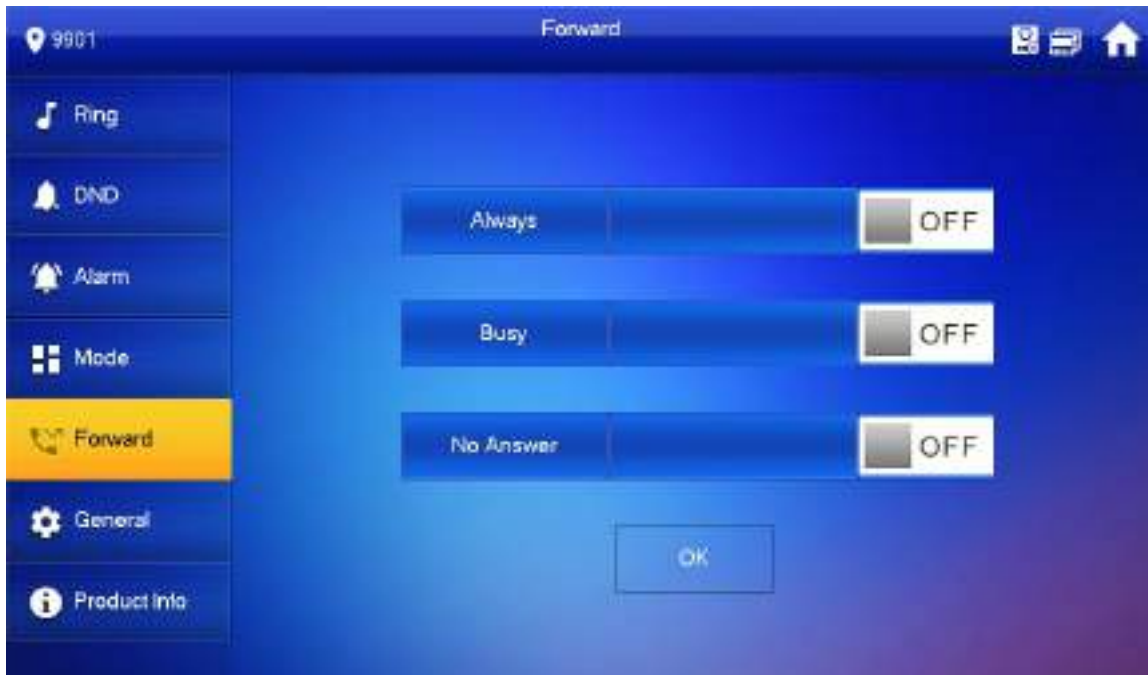 9901
Forward
Ring
DND
Alarm
Mode
Forward
General
Product Info
Always
OFF
Busy
OFF
No Answer
OFF
OK